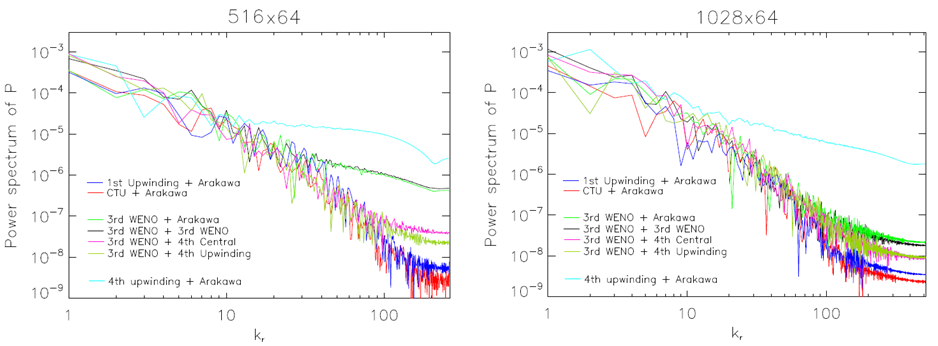 516x64
10^-3
10^-4
10^-5
10^-6
10^-7
10^-8
10^-9
Power spectrum of P
1st Upwinding + Arakawa
CTU + Arakawa
3rd WENO + Arakawa
3rd WENO + 3rd WENO
3rd WENO + 4th Central
3rd WENO + 4th Upwinding
4th upwinding + Arakawa
1 10 100
k_r
1028x64
10^-3
10^-4
10^-5
10^-6
10^-7
10^-8
10^-9
Power spectrum of P
1st Upwinding + Arakawa
CTU + Arakawa
3rd WENO + Arakawa
3rd WENO + 3rd WENO
3rd WENO + 4th Central
3rd WENO + 4th Upwinding
4th upwinding + Arakawa
1 10 100
k_r